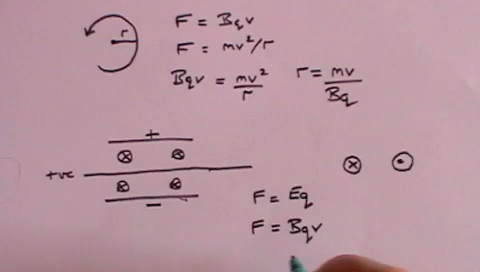 r
F = Bqv
F = mv²/r
Bqv = mv²/r r = mv/Bq
+
+ve
−
F = Eq
F = Bqv